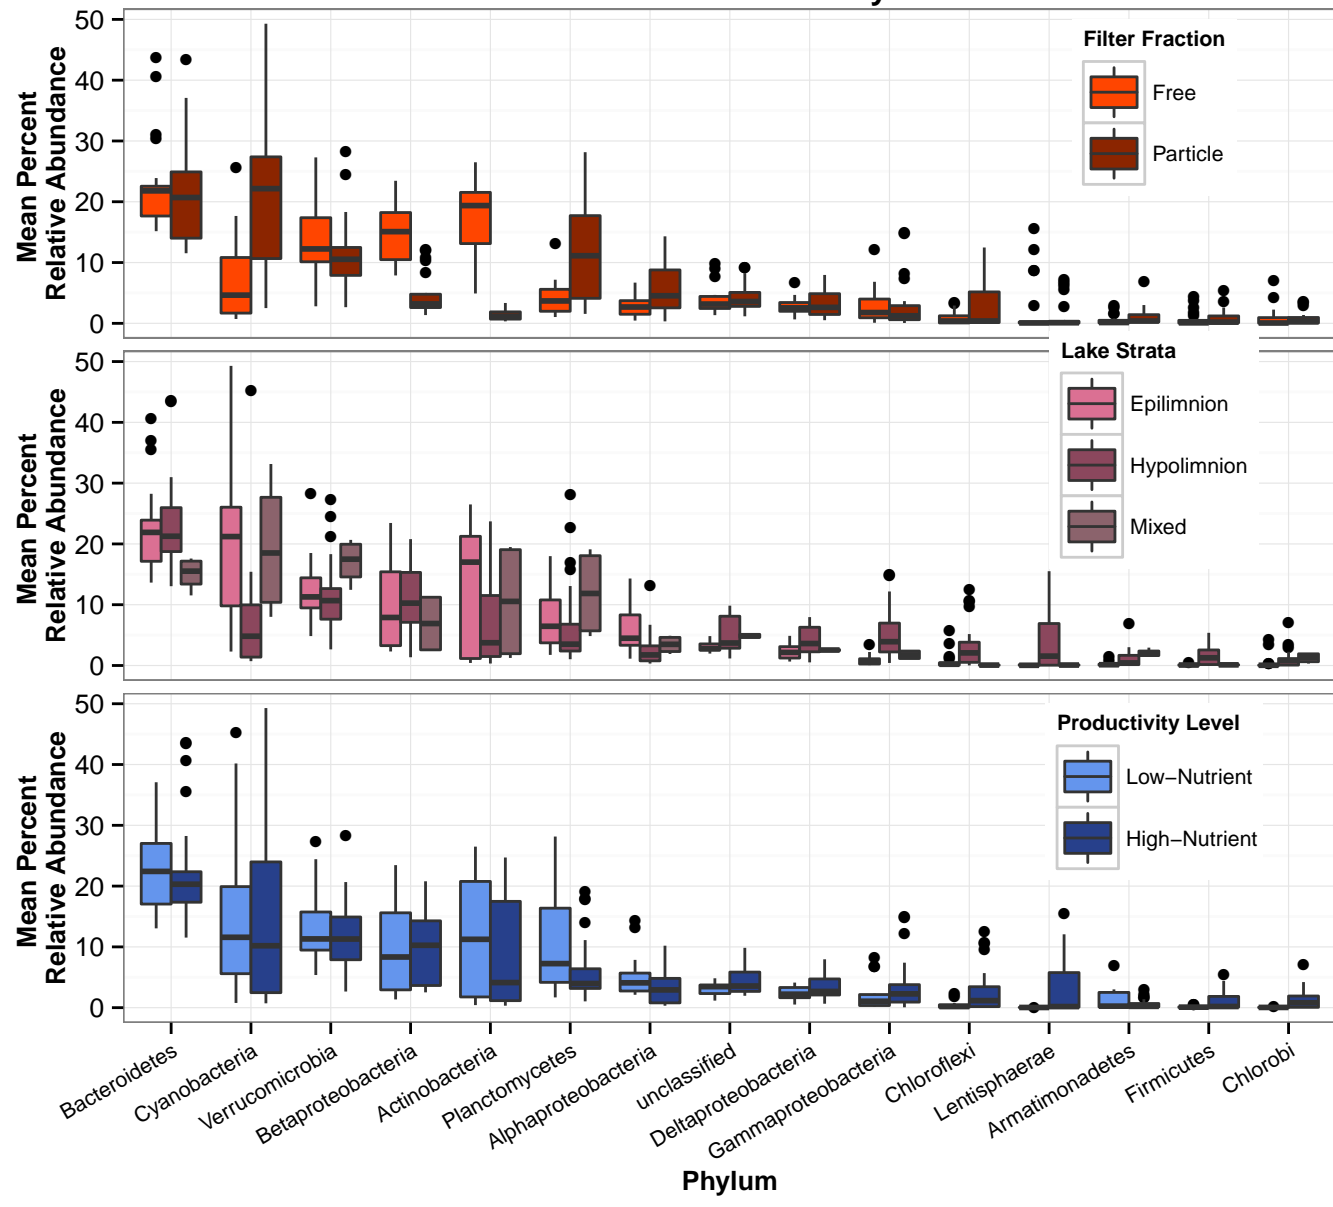 50
40
30
20
10
0
Mean Percent
Relative Abundance
Filter Fraction
Free
Particle
50
40
30
20
10
0
Mean Percent
Relative Abundance
Lake Strata
Epilimnion
Hypolimnion
Mixed
50
40
30
20
10
0
Mean Percent
Relative Abundance
Productivity Level
Low−Nutrient
High−Nutrient
Bacteroidetes
Cyanobacteria
Verrucomicrobia
Betaproteobacteria
Actinobacteria
Planctomycetes
Alphaproteobacteria
unclassified
Deltaproteobacteria
Gammaproteobacteria
Chloroflexi
Lentisphaerae
Armatimonadetes
Firmicutes
Chlorobi
Phylum